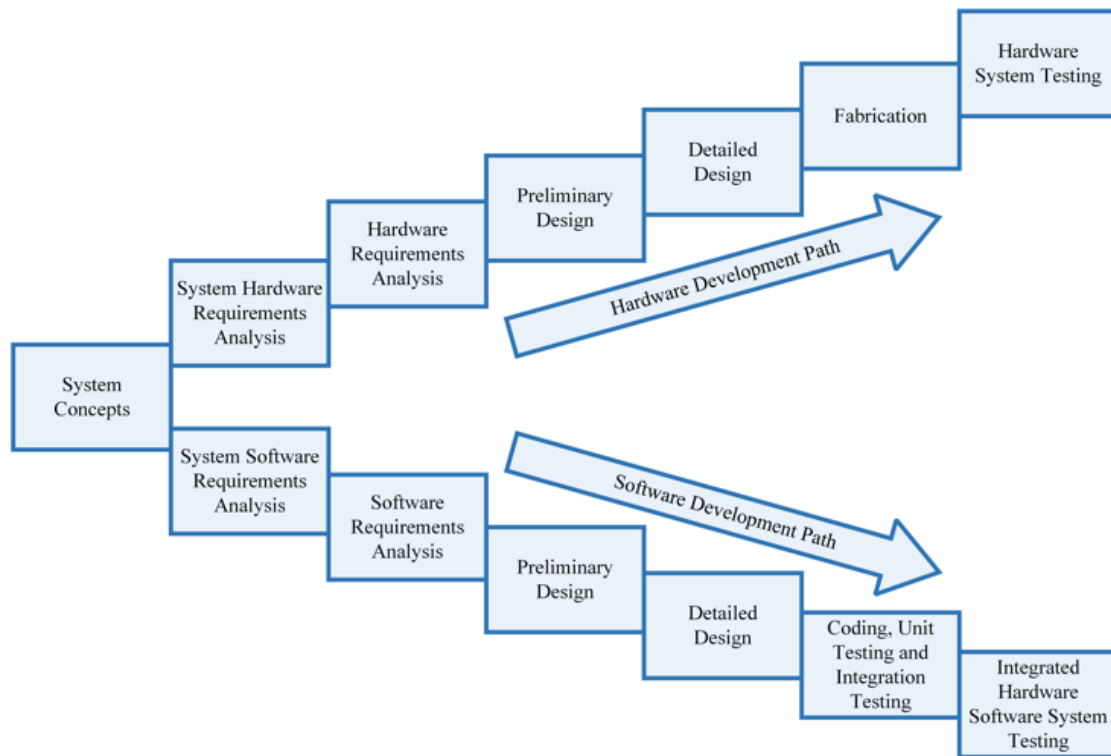 Hardware
System Testing
Fabrication
Detailed
Design
Preliminary
Design
Hardware
Requirements
Analysis
System Hardware
Requirements
Analysis
Hardware Development Path
System
Concepts
System Software
Requirements
Analysis
Software Development Path
Software
Requirements
Analysis
Preliminary
Design
Detailed
Design
Coding, Unit
Testing and
Integration
Testing
Integrated
Hardware
Software System
Testing